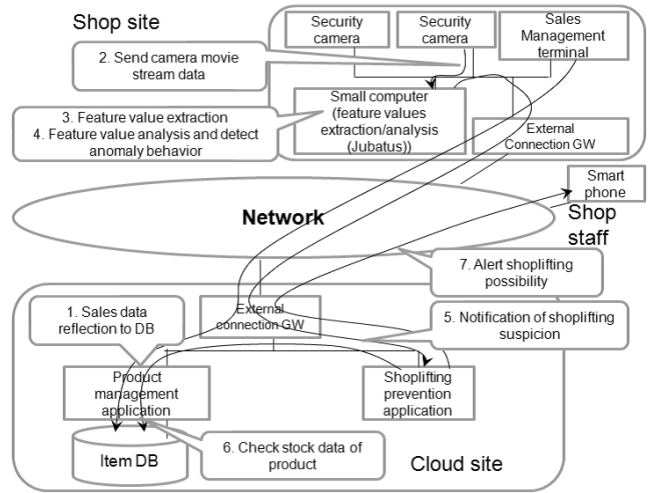 Shop site
Security
camera
Security
camera
Sales
Management
terminal
2. Send camera movie
stream data
3. Feature value extraction
4. Feature value analysis and detect
anomaly behavior
Small computer
(feature values
extraction/analysis
(Jubatus))
External
Connection GW
Smart
phone
Network
Shop
staff
7. Alert shoplifting
possibility
1. Sales data
reflection to DB
External
connection GW
5. Notification of shoplifting
suspicion
Product
management
application
Shoplifting
prevention
application
Item DB
6. Check stock data of
product
Cloud site